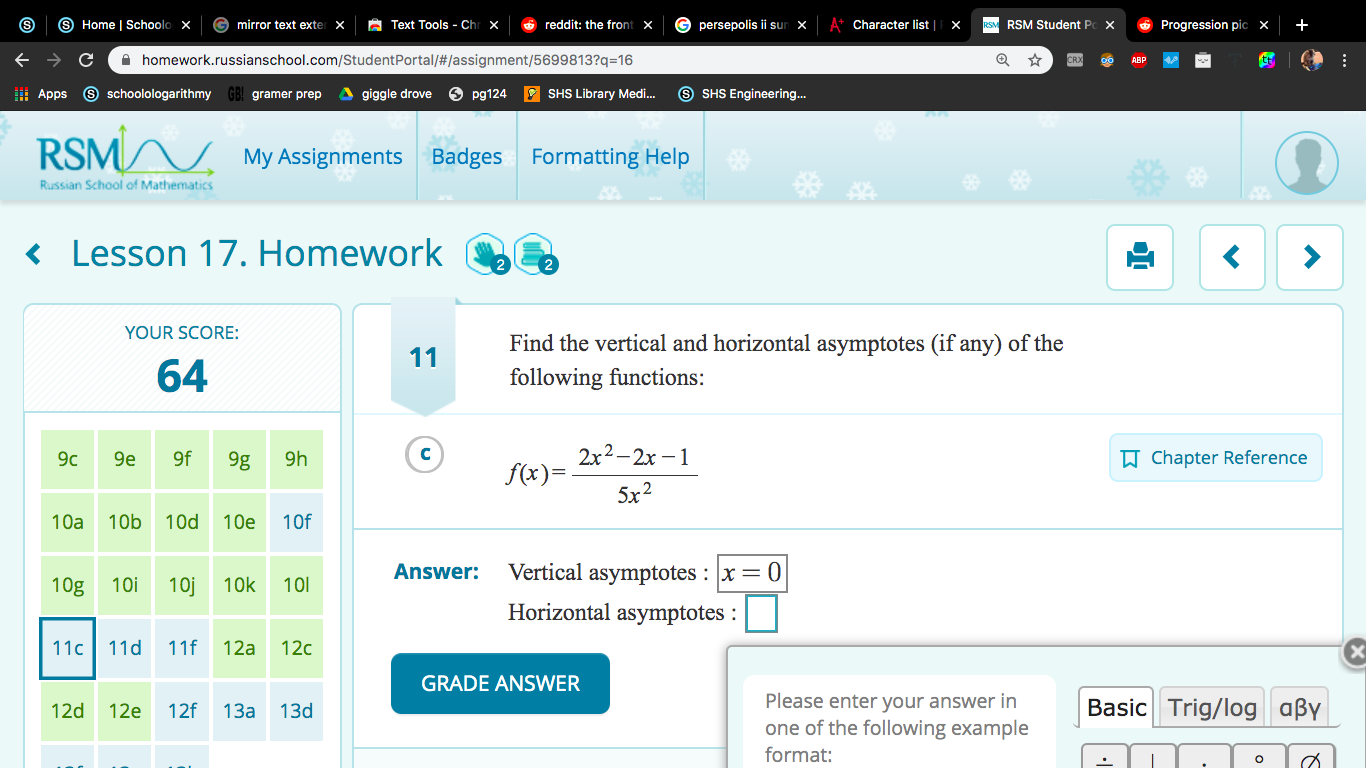 Home | Schoolo
mirror text exte
Text Tools - Ch
reddit: the front
persepolis ii sun
Character list |
RSM Student Po
Progression pic
homework.russianschool.com/StudentPortal/#/assignment/5699813?q=16
Apps
schoolologarithmy
gramer prep
giggle drove
pg124
SHS Library Medi...
SHS Engineering...
RSM
Russian School of Mathematics
My Assignments
Badges
Formatting Help
Lesson 17. Homework
2
2
YOUR SCORE:
64
9c 9e 9f 9g 9h
10a 10b 10d 10e 10f
10g 10i 10j 10k 10l
11c 11d 11f 12a 12c
12d 12e 12f 13a 13d
11
Find the vertical and horizontal asymptotes (if any) of the
following functions:
c
f(x)= (2x²−2x−1)/(5x²)
Chapter Reference
Answer:
Vertical asymptotes : x = 0
Horizontal asymptotes :
GRADE ANSWER
Please enter your answer in
one of the following example
format:
Basic
Trig/log
αβγ